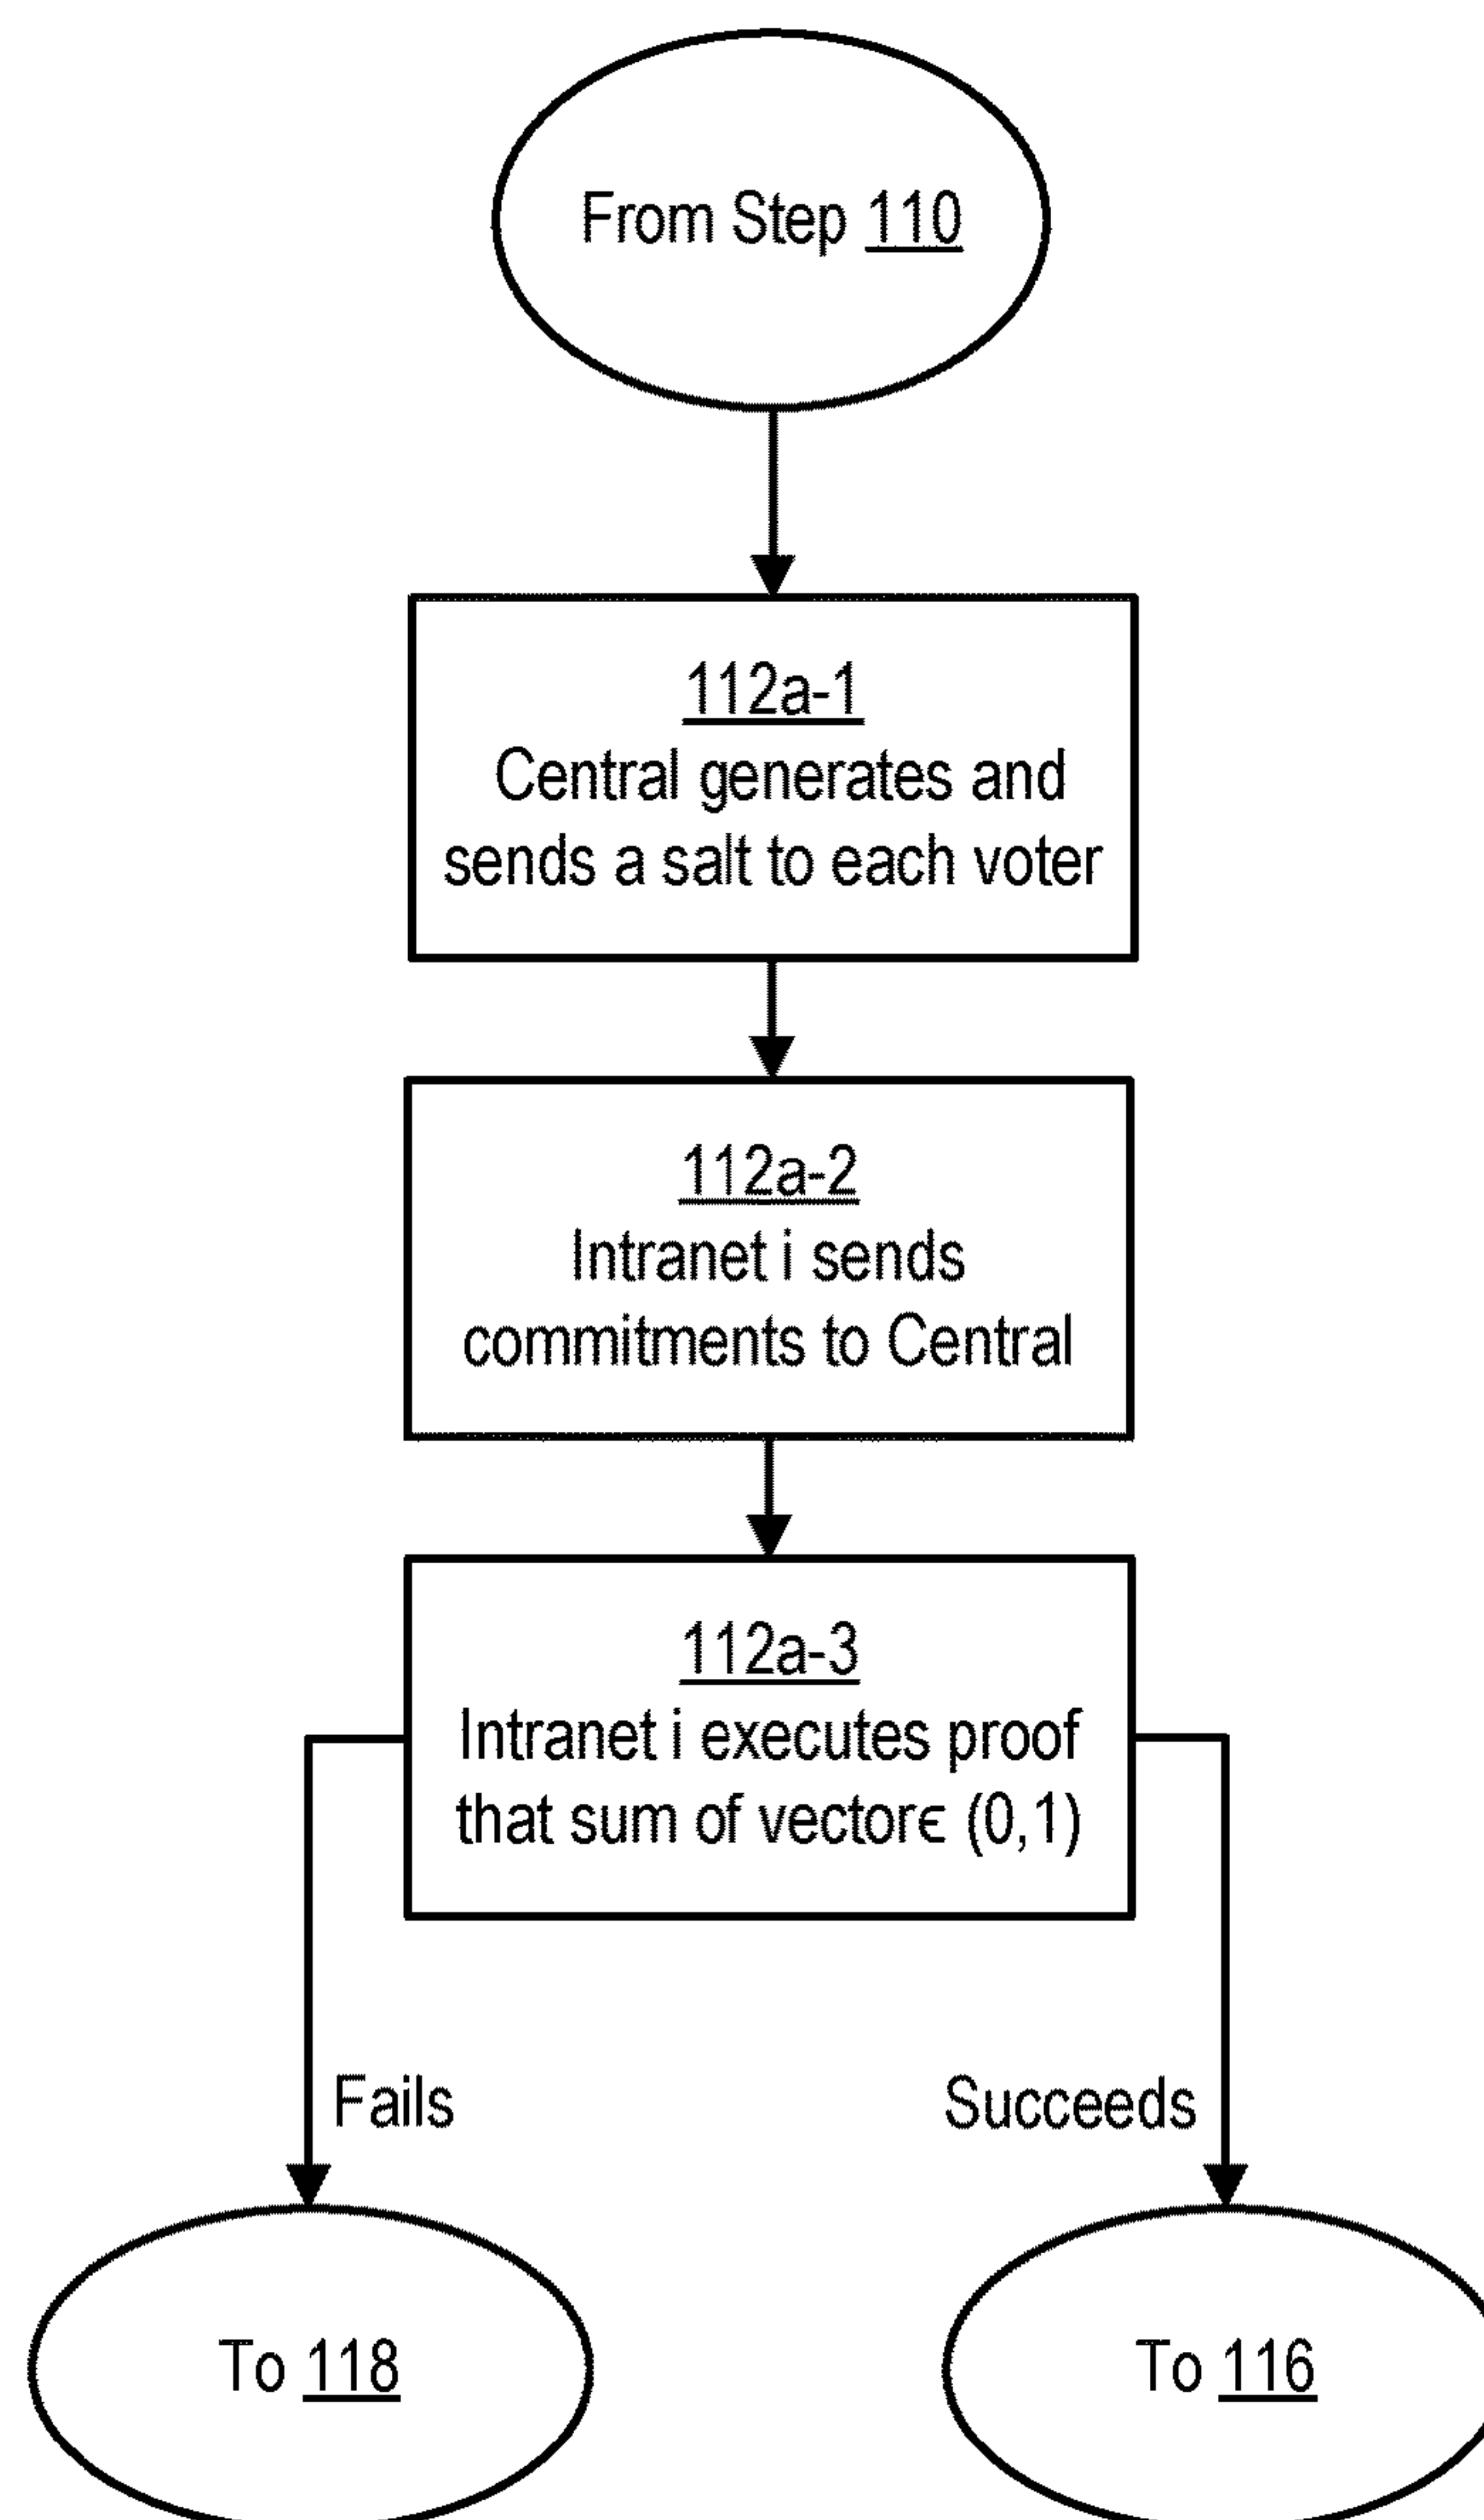 From Step 110
112a-1
Central generates and
sends a salt to each voter
112a-2
Intranet i sends
commitments to Central
112a-3
Intranet i executes proof
that sum of vectorϵ (0,1)
Fails
Succeeds
To 118
To 116